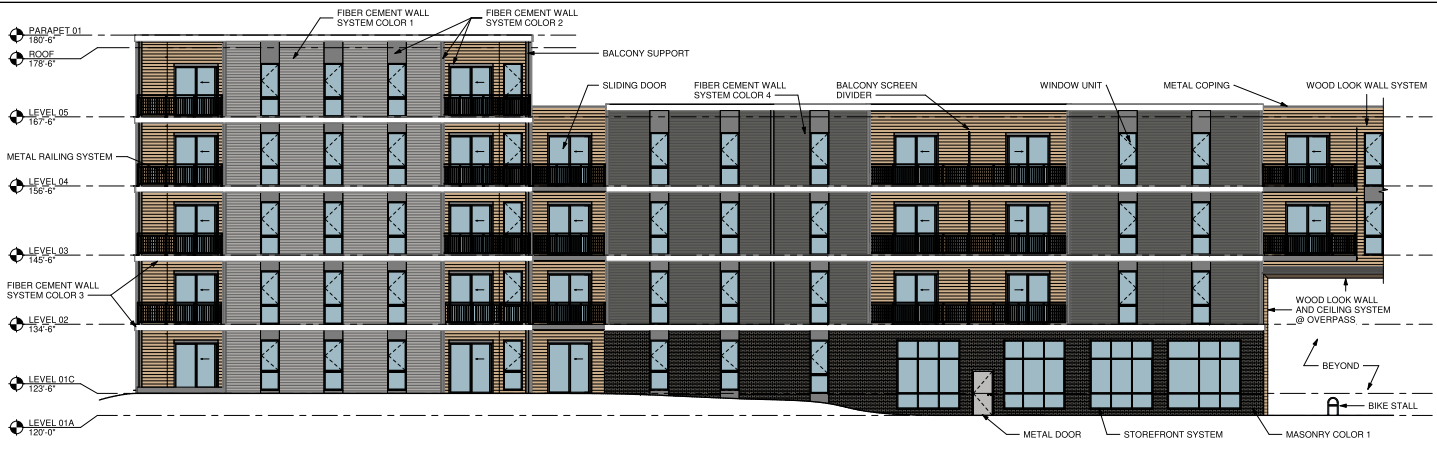 PARAPET 01
180'-6"
ROOF
178'-6"
LEVEL 05
167'-6"
METAL RAILING SYSTEM
LEVEL 04
156'-6"
LEVEL 03
145'-6"
FIBER CEMENT WALL
SYSTEM COLOR 3
LEVEL 02
134'-6"
LEVEL 01C
123'-6"
LEVEL 01A
120'-0"
FIBER CEMENT WALL
SYSTEM COLOR 1
FIBER CEMENT WALL
SYSTEM COLOR 2
BALCONY SUPPORT
SLIDING DOOR
FIBER CEMENT WALL
SYSTEM COLOR 4
BALCONY SCREEN
DIVIDER
WINDOW UNIT
METAL COPING
WOOD LOOK WALL SYSTEM
WOOD LOOK WALL
AND CEILING SYSTEM
@ OVERPASS
BEYOND
BIKE STALL
METAL DOOR
STOREFRONT SYSTEM
MASONRY COLOR 1